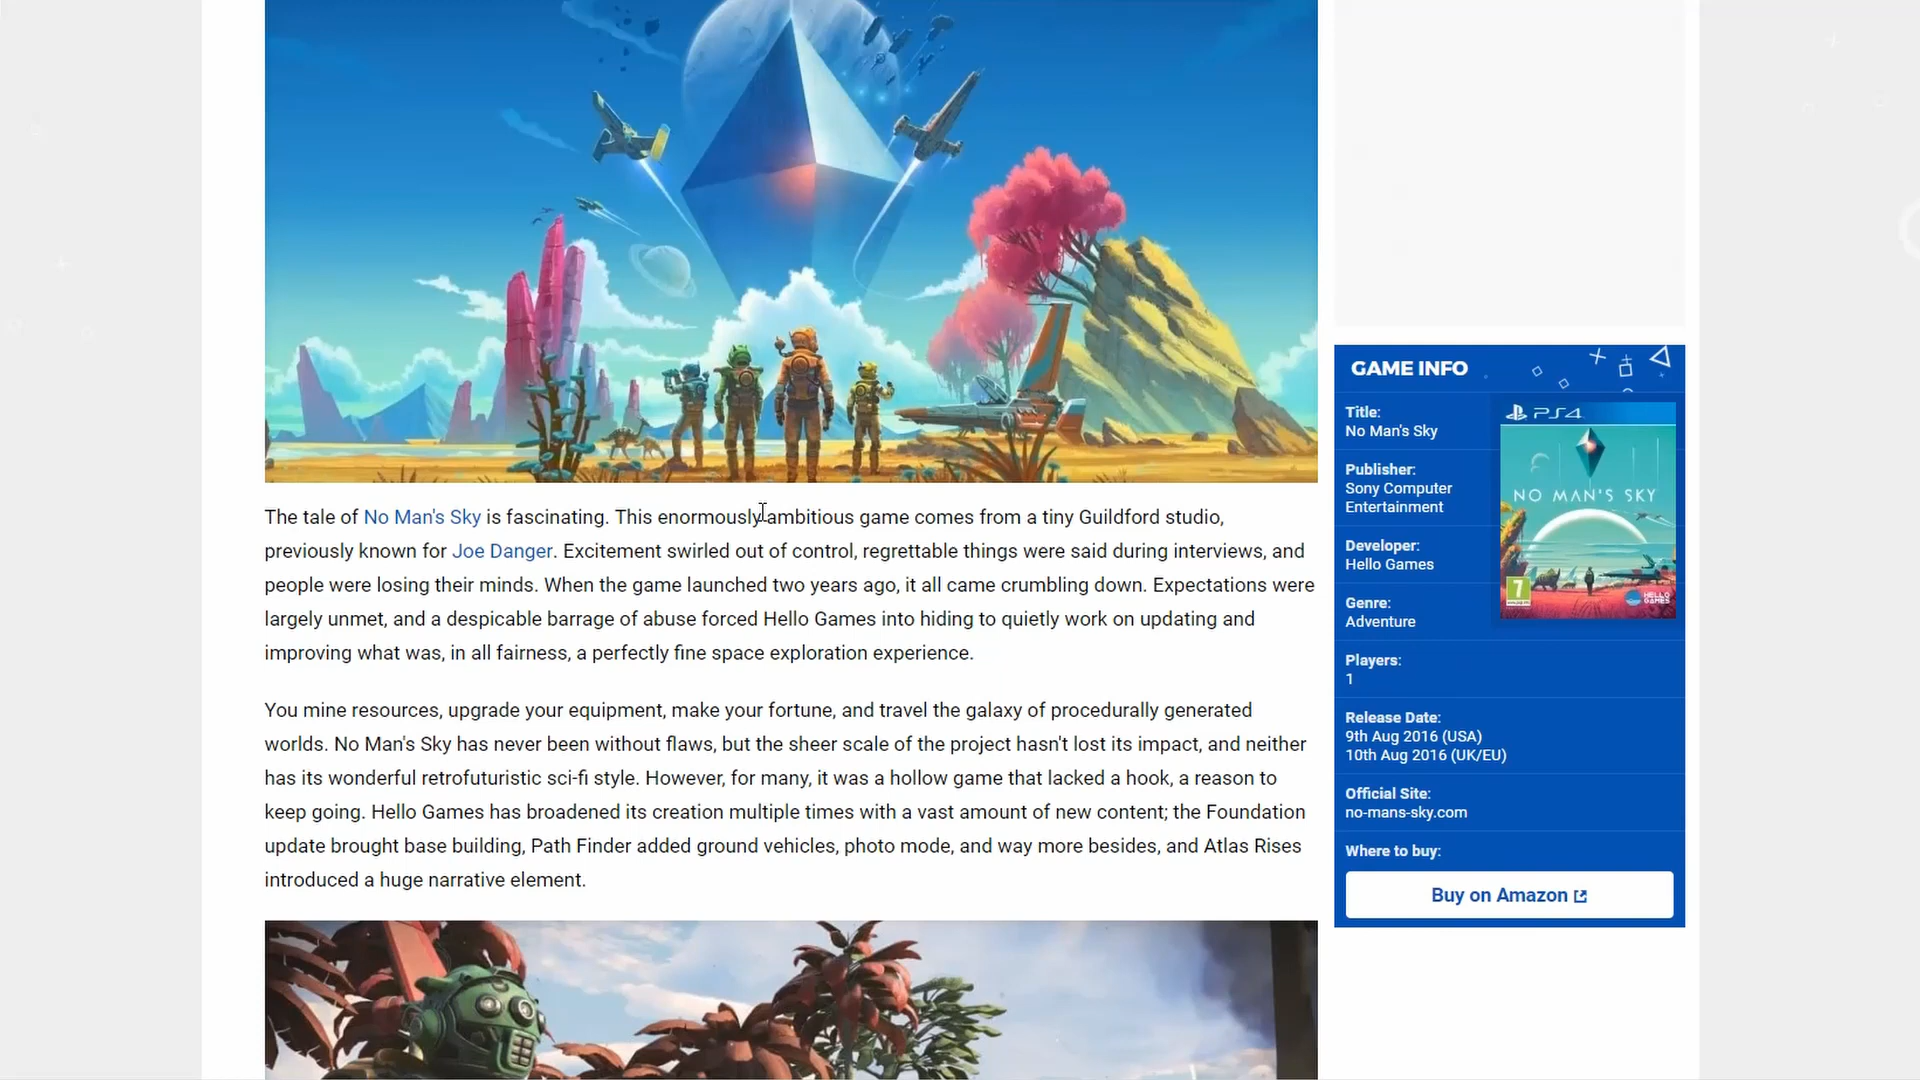 The tale of No Man's Sky is fascinating. This enormously ambitious game comes from a tiny Guildford studio,
previously known for Joe Danger. Excitement swirled out of control, regrettable things were said during interviews, and
people were losing their minds. When the game launched two years ago, it all came crumbling down. Expectations were
largely unmet, and a despicable barrage of abuse forced Hello Games into hiding to quietly work on updating and
improving what was, in all fairness, a perfectly fine space exploration experience.
You mine resources, upgrade your equipment, make your fortune, and travel the galaxy of procedurally generated
worlds. No Man's Sky has never been without flaws, but the sheer scale of the project hasn't lost its impact, and neither
has its wonderful retrofuturistic sci-fi style. However, for many, it was a hollow game that lacked a hook, a reason to
keep going. Hello Games has broadened its creation multiple times with a vast amount of new content; the Foundation
update brought base building, Path Finder added ground vehicles, photo mode, and way more besides, and Atlas Rises
introduced a huge narrative element.
GAME INFO
Title:
No Man's Sky
Publisher:
Sony Computer
Entertainment
Developer:
Hello Games
Genre:
Adventure
Players:
1
Release Date:
9th Aug 2016 (USA)
10th Aug 2016 (UK/EU)
Official Site:
no-mans-sky.com
Where to buy:
Buy on Amazon
PS4
NO MAN'S SKY
7
HELLO
GAMES